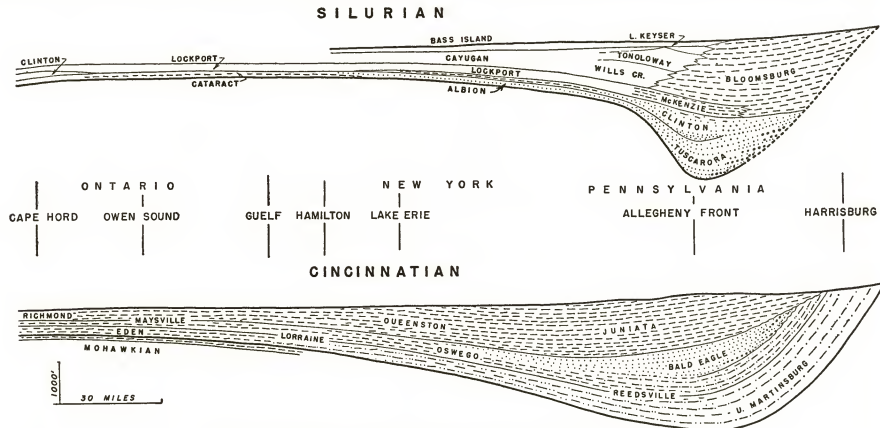 SILURIAN
BASS ISLAND
L. KEYSER
CLINTON
LOCKPORT
CAYUGAN
TONOLOWAY
BLOOMSBURG
LOCKPORT
WILLS CR.
CATARACT
ALBION
McKENZIE
CLINTON
TUSCARORA
ONTARIO
NEW YORK
PENNSYLVANIA
CAPE HORD
OWEN SOUND
GUELF
HAMILTON
LAKE ERIE
ALLEGHENY FRONT
HARRISBURG
CINCINNATIAN
RICHMOND
MAYSVILLE
QUEENSTON
JUNIATA
EDEN
LORRAINE
MOHAWKIAN
OSWEGO
BALD EAGLE
REEDSVILLE
U. MARTINSBURG
1000'
30 MILES